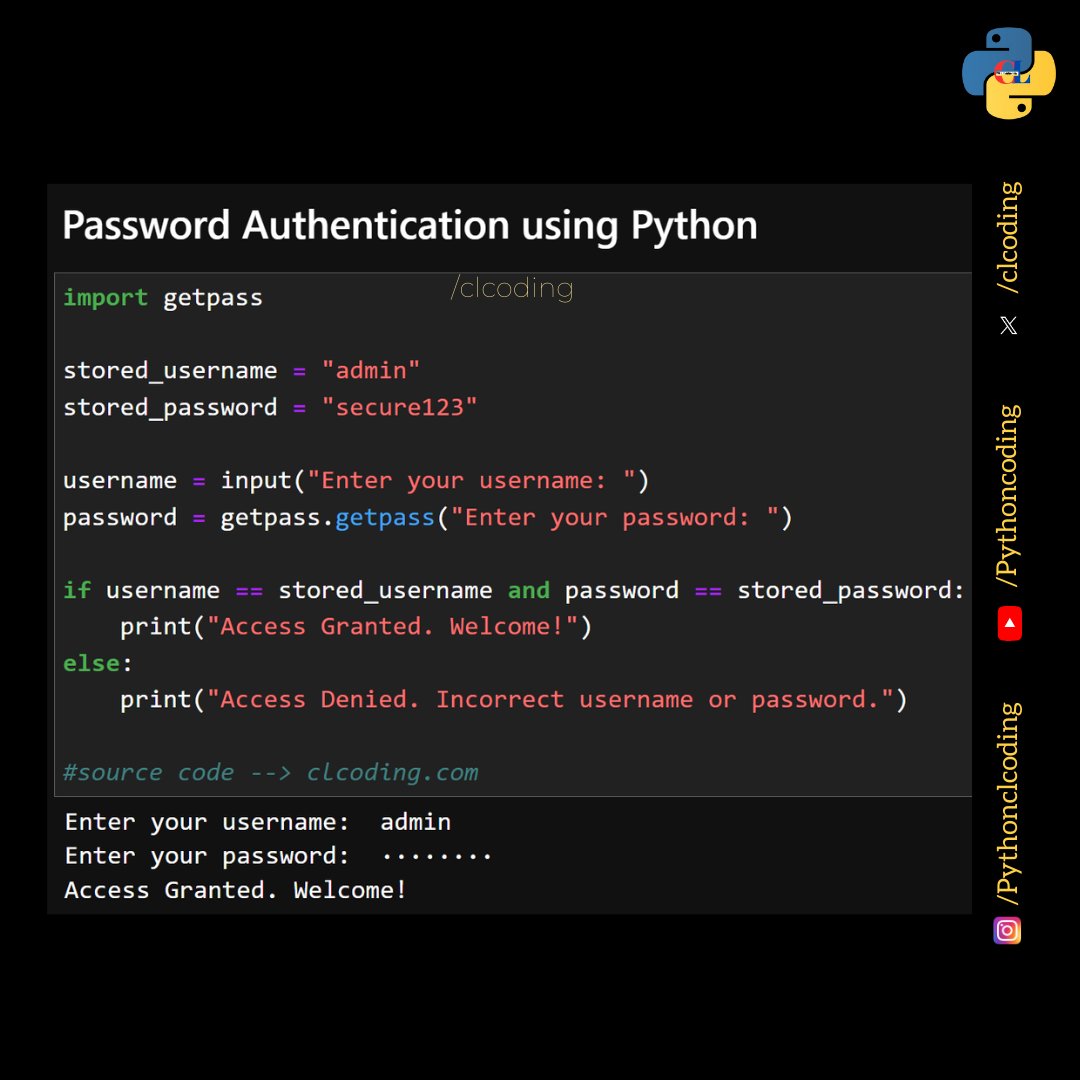 CL
Password Authentication using Python
/clcoding
import getpass
stored_username = "admin"
stored_password = "secure123"
username = input("Enter your username: ")
password = getpass.getpass("Enter your password: ")
if username == stored_username and password == stored_password:
    print("Access Granted. Welcome!")
else:
    print("Access Denied. Incorrect username or password.")
#source code --> clcoding.com
Enter your username:  admin
Enter your password:  ········
Access Granted. Welcome!
/clcoding
/Pythoncoding
/Pythonclcoding